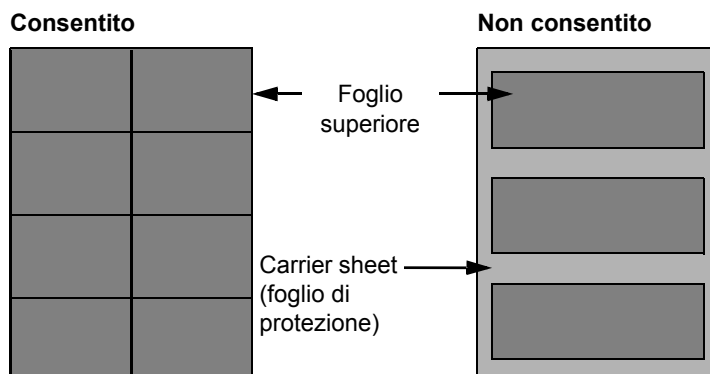 Consentito
Non consentito
Foglio
superiore
Carrier sheet
(foglio di
protezione)